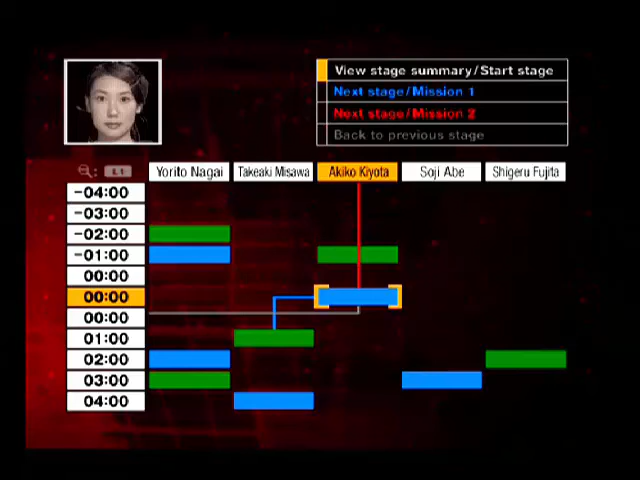 View stage summary/Start stage
Next stage/Mission 1
Next stage/Mission 2
Back to previous stage
: L1
Yorito Nagai Takeaki Misawa Akiko Kiyota Soji Abe Shigeru Fujita
-04:00
-03:00
-02:00
-01:00
00:00
00:00
00:00
01:00
02:00
03:00
04:00